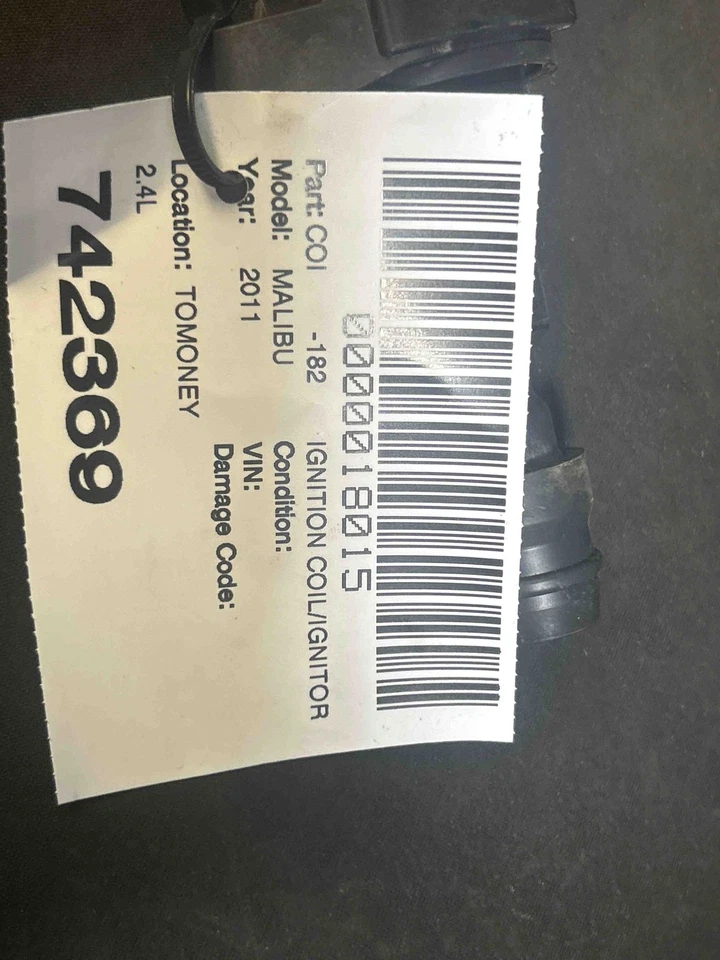 0000018015
Part: COI -182 IGNITION COIL/IGNITOR
Model: MALIBU Condition:
Year: 2011 VIN:
Damage Code:
Location: TOMONEY
2.4L
742369